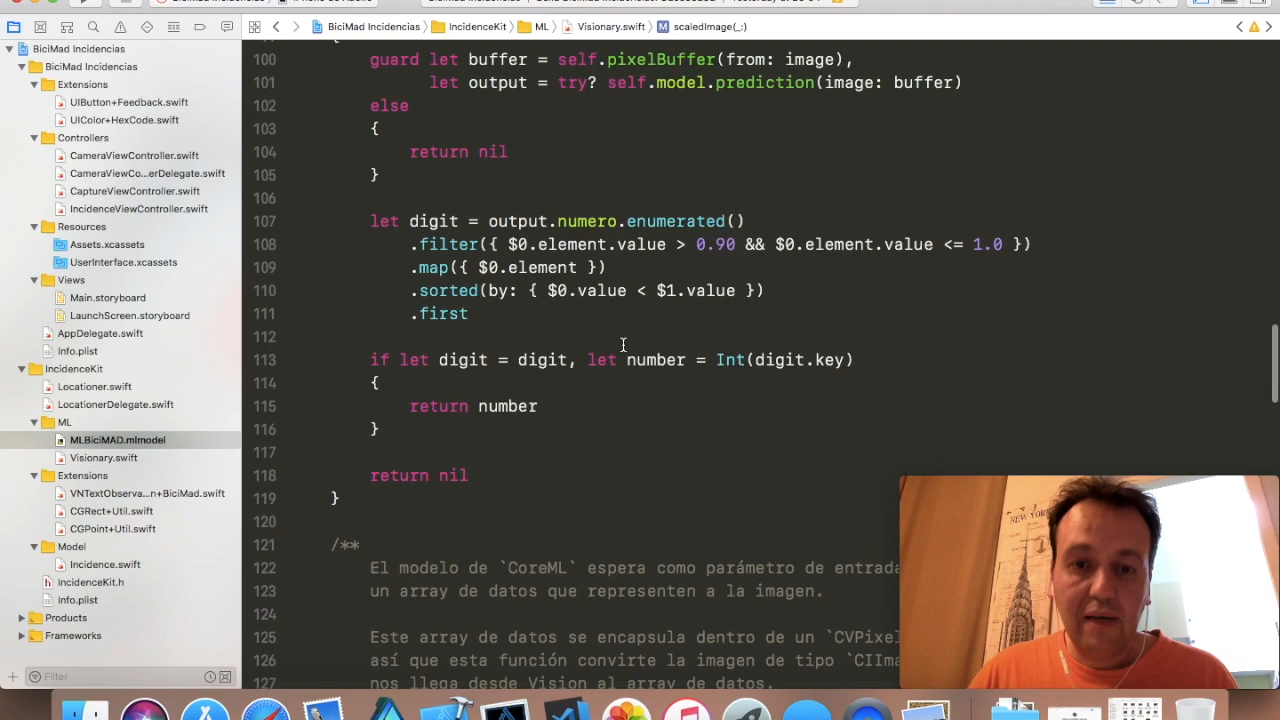 BiciMad Incidencias
IncidenceKit
ML
Visionary.swift
M
scaledImage(_:)
BiciMad Incidencias
BiciMad Incidencias
Extensions
UIButton+Feedback.swift
UIColor+HexCode.swift
Controllers
CameraViewController.swift
CameraViewCo...erDelegate.swift
CaptureViewController.swift
IncidenceViewController.swift
Resources
Assets.xcassets
UserInterface.xcassets
Views
Main.storyboard
LaunchScreen.storyboard
AppDelegate.swift
Info.plist
IncidenceKit
Locationer.swift
LocationerDelegate.swift
ML
MLBiciMAD.mlmodel
Visionary.swift
Extensions
VNTextObserva...n+BiciMad.swift
CGRect+Util.swift
CGPoint+Util.swift
Model
Incidence.swift
IncidenceKit.h
Info.plist
Products
Frameworks
Filter
100 guard let buffer = self.pixelBuffer(from: image),
101 let output = try? self.model.prediction(image: buffer)
102 else
103 {
104 return nil
105 }
106
107 let digit = output.numero.enumerated()
108 .filter({ $0.element.value > 0.90 && $0.element.value <= 1.0 })
109 .map({ $0.element })
110 .sorted(by: { $0.value < $1.value })
111 .first
112
113 if let digit = digit, let number = Int(digit.key)
114 {
115 return number
116 }
117
118 return nil
119 }
120
121 /**
122 El modelo de `CoreML` espera como parámetro de entrada
123 un array de datos que representen a la imagen.
124
125 Este array de datos se encapsula dentro de un `CVPixel
126 así que esta función convirte la imagen de tipo `CIIma
127 nos llega desde Vision al array de datos.
NEW YORK